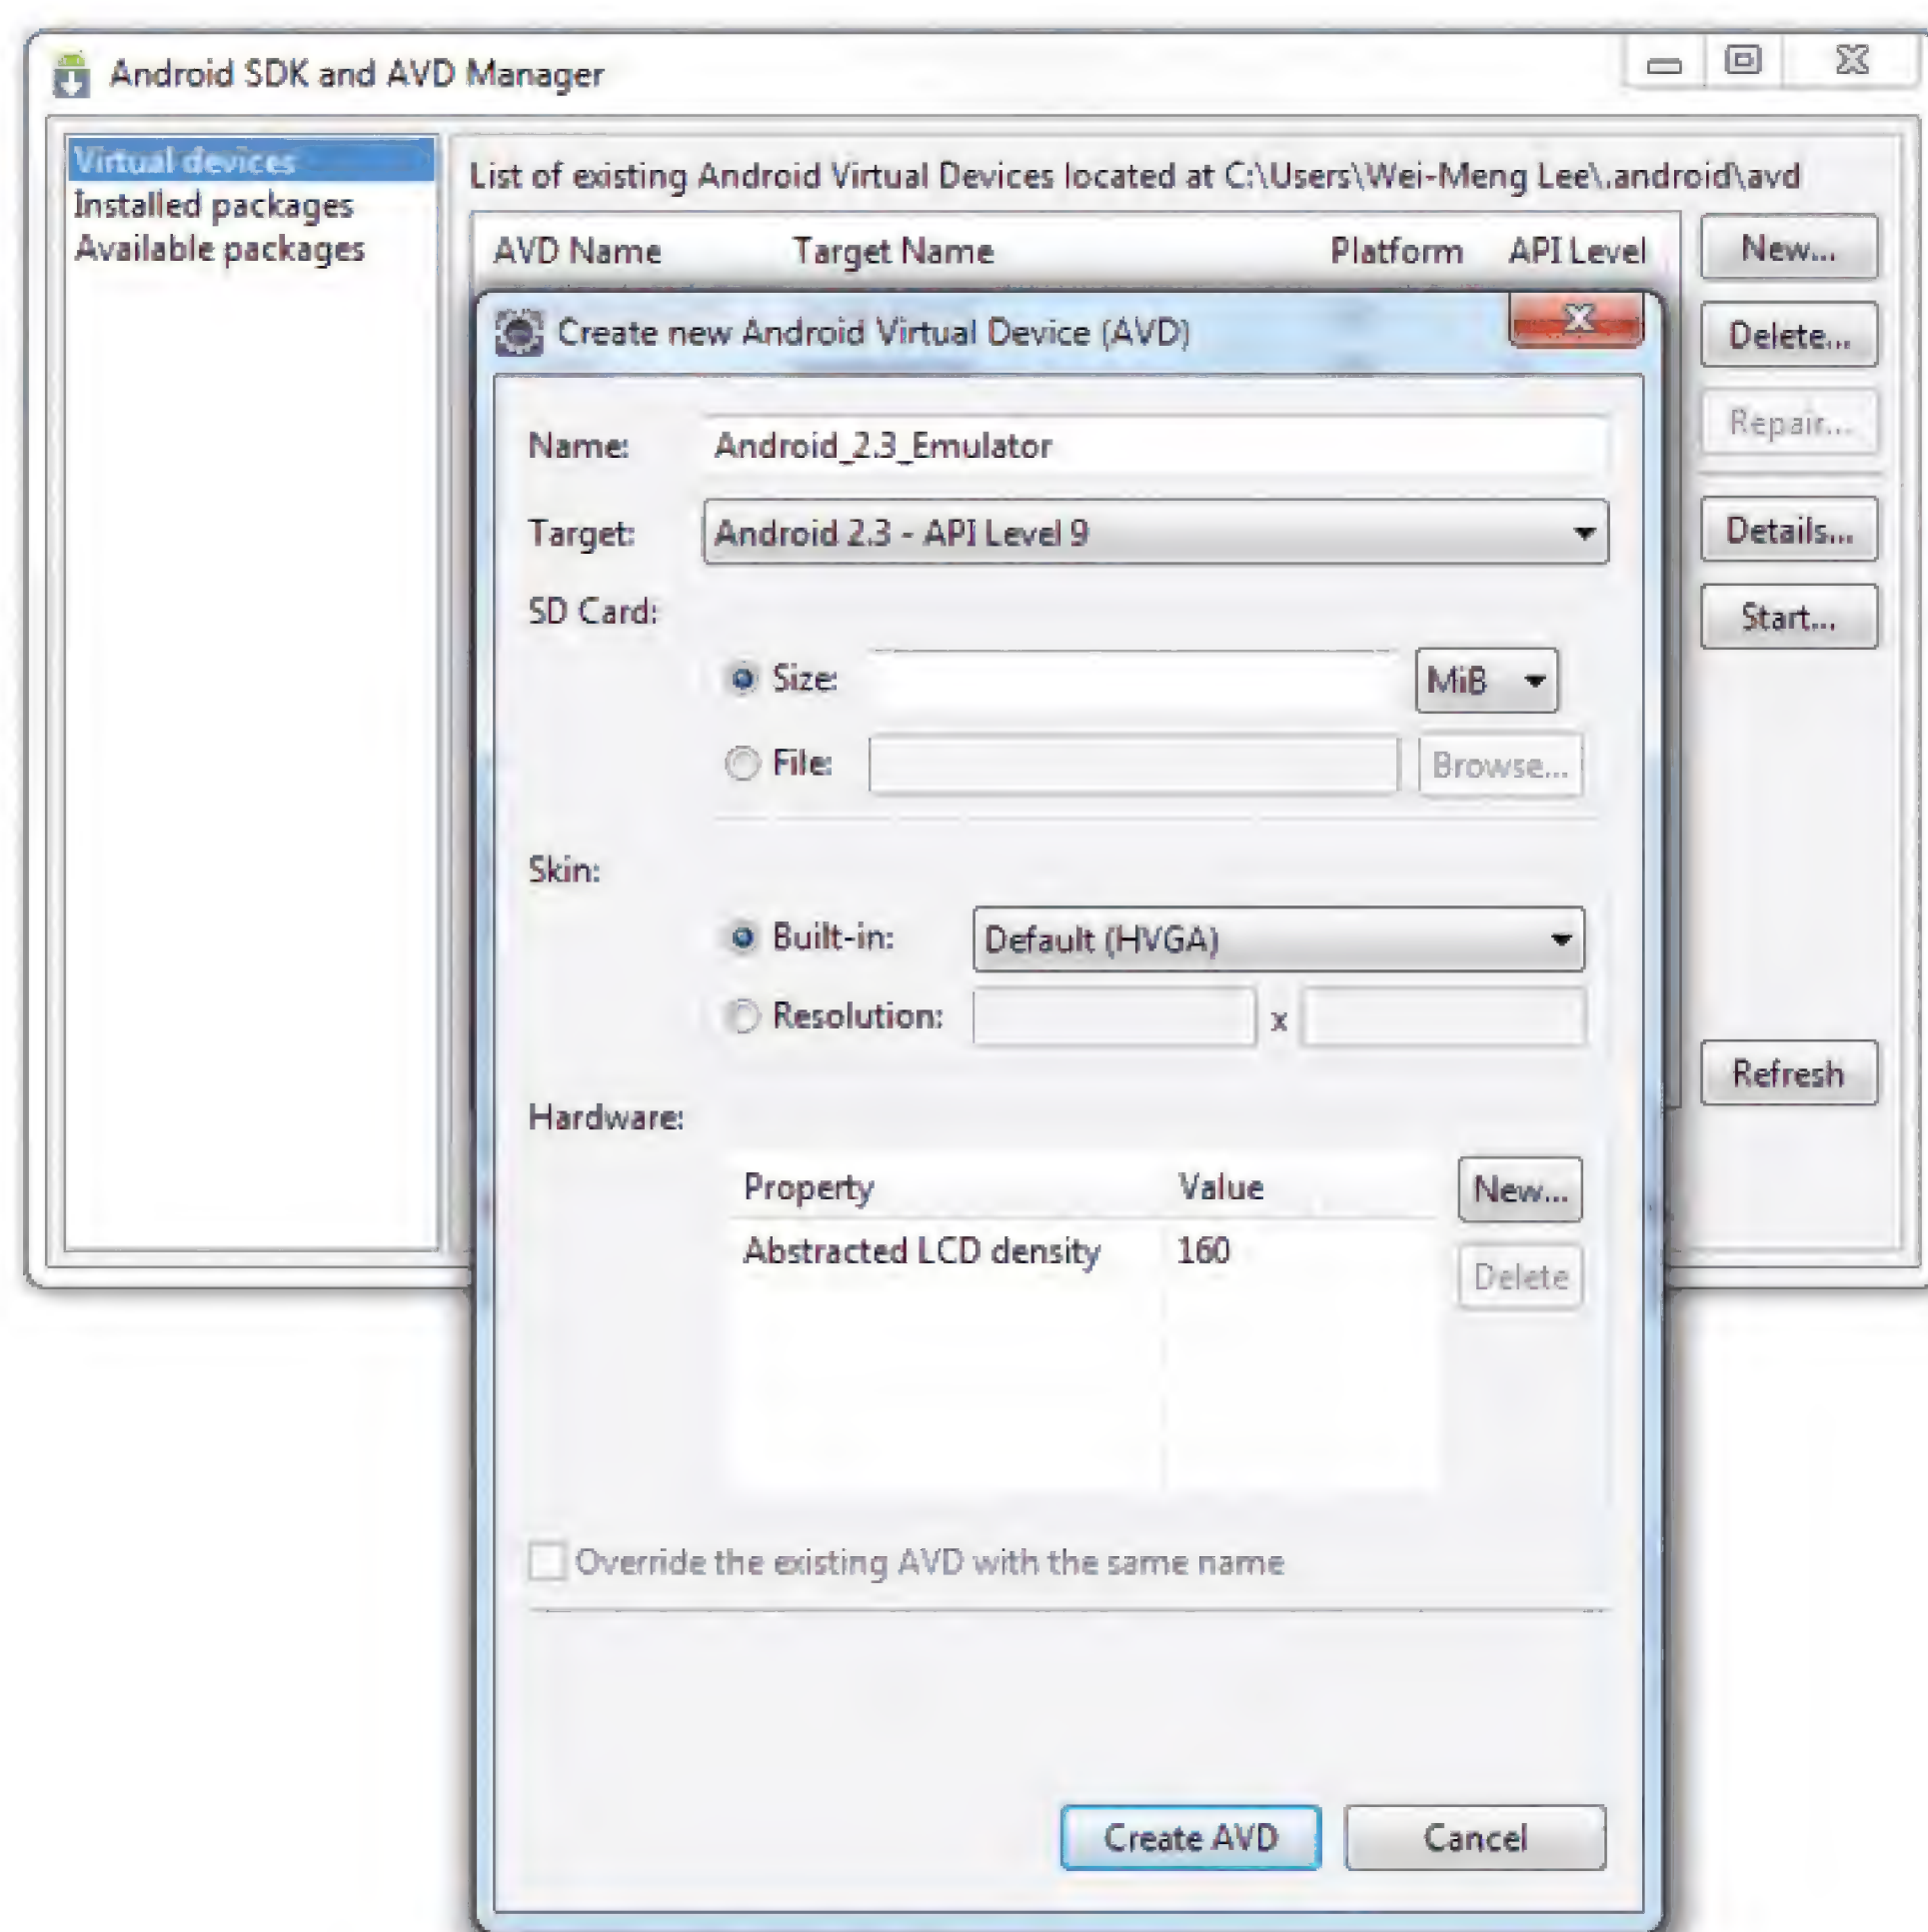 Android SDK and AVD Manager
Virtual devices
Installed packages
Available packages
List of existing Android Virtual Devices located at C:\Users\Wei-Meng Lee\.android\avd
AVD Name Target Name Platform API Level
New...
Delete...
Repair...
Details...
Start...
Refresh
Create new Android Virtual Device (AVD)
Name: Android_2.3_Emulator
Target: Android 2.3 - API Level 9
SD Card:
Size: MiB
File: Browse...
Skin:
Built-in: Default (HVGA)
Resolution: x
Hardware:
Property Value New...
Abstracted LCD density 160
Delete
Override the existing AVD with the same name
Create AVD Cancel